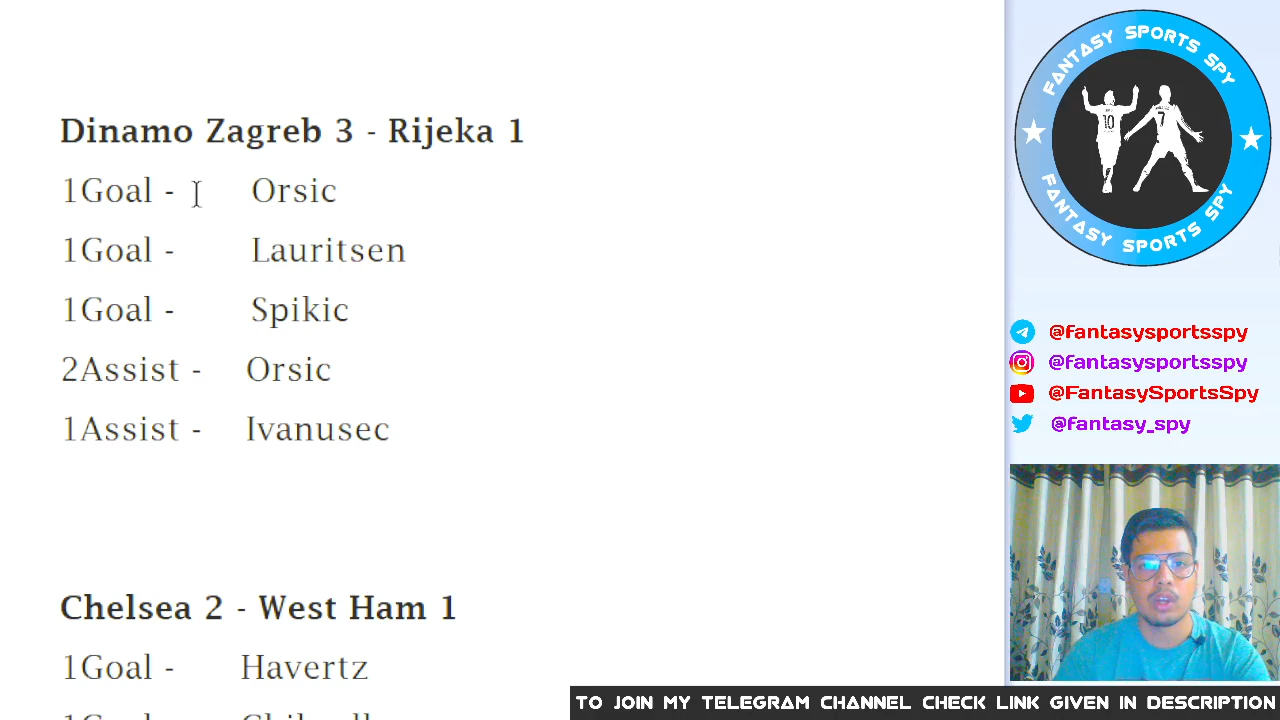 Dinamo Zagreb 3 - Rijeka 1
1Goal - Orsic
1Goal - Lauritsen
1Goal - Spikic
2Assist - Orsic
1Assist - Ivanusec
Chelsea 2 - West Ham 1
1Goal - Havertz
FANTASY SPORTS SPY
10
7
FANTASY SPORTS SPY
@fantasysportsspy
@fantasysportsspy
@FantasySportsSpy
@fantasy_spy
TO JOIN MY TELEGRAM CHANNEL CHECK LINK GIVEN IN DESCRIPTION